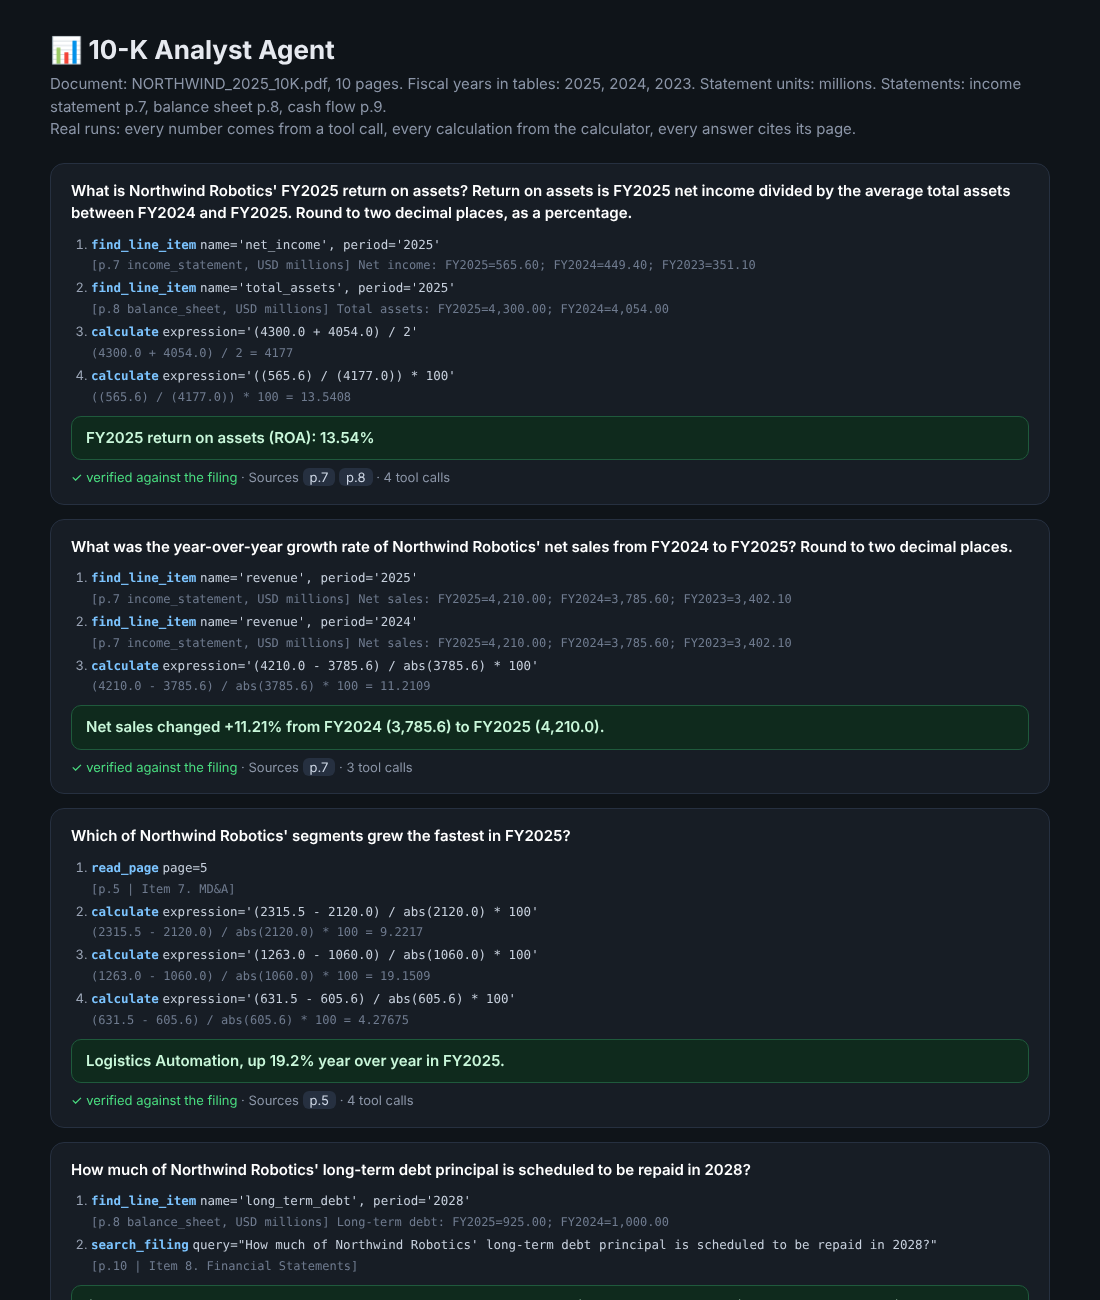 📊 10-K Analyst Agent
Document: NORTHWIND_2025_10K.pdf, 10 pages. Fiscal years in tables: 2025, 2024, 2023. Statement units: millions. Statements: income
statement p.7, balance sheet p.8, cash flow p.9.
Real runs: every number comes from a tool call, every calculation from the calculator, every answer cites its page.
What is Northwind Robotics' FY2025 return on assets? Return on assets is FY2025 net income divided by the average total assets
between FY2024 and FY2025. Round to two decimal places, as a percentage.
1. find_line_item name='net_income', period='2025'
[p.7 income_statement, USD millions] Net income: FY2025=565.60; FY2024=449.40; FY2023=351.10
2. find_line_item name='total_assets', period='2025'
[p.8 balance_sheet, USD millions] Total assets: FY2025=4,300.00; FY2024=4,054.00
3. calculate expression='(4300.0 + 4054.0) / 2'
(4300.0 + 4054.0) / 2 = 4177
4. calculate expression='((565.6) / (4177.0)) * 100'
((565.6) / (4177.0)) * 100 = 13.5408
FY2025 return on assets (ROA): 13.54%
✓ verified against the filing · Sources p.7 p.8 · 4 tool calls
What was the year-over-year growth rate of Northwind Robotics' net sales from FY2024 to FY2025? Round to two decimal places.
1. find_line_item name='revenue', period='2025'
[p.7 income_statement, USD millions] Net sales: FY2025=4,210.00; FY2024=3,785.60; FY2023=3,402.10
2. find_line_item name='revenue', period='2024'
[p.7 income_statement, USD millions] Net sales: FY2025=4,210.00; FY2024=3,785.60; FY2023=3,402.10
3. calculate expression='(4210.0 - 3785.6) / abs(3785.6) * 100'
(4210.0 - 3785.6) / abs(3785.6) * 100 = 11.2109
Net sales changed +11.21% from FY2024 (3,785.6) to FY2025 (4,210.0).
✓ verified against the filing · Sources p.7 · 3 tool calls
Which of Northwind Robotics' segments grew the fastest in FY2025?
1. read_page page=5
[p.5 | Item 7. MD&A]
2. calculate expression='(2315.5 - 2120.0) / abs(2120.0) * 100'
(2315.5 - 2120.0) / abs(2120.0) * 100 = 9.2217
3. calculate expression='(1263.0 - 1060.0) / abs(1060.0) * 100'
(1263.0 - 1060.0) / abs(1060.0) * 100 = 19.1509
4. calculate expression='(631.5 - 605.6) / abs(605.6) * 100'
(631.5 - 605.6) / abs(605.6) * 100 = 4.27675
Logistics Automation, up 19.2% year over year in FY2025.
✓ verified against the filing · Sources p.5 · 4 tool calls
How much of Northwind Robotics' long-term debt principal is scheduled to be repaid in 2028?
1. find_line_item name='long_term_debt', period='2028'
[p.8 balance_sheet, USD millions] Long-term debt: FY2025=925.00; FY2024=1,000.00
2. search_filing query="How much of Northwind Robotics' long-term debt principal is scheduled to be repaid in 2028?"
[p.10 | Item 8. Financial Statements]